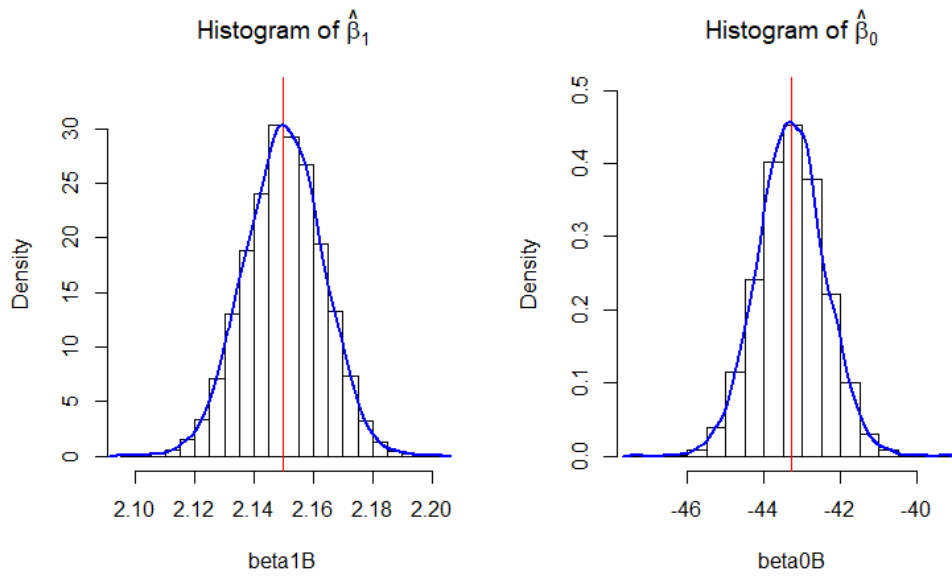 Histogram of β̂₁
Density
0 5 10 15 20 25 30
2.10 2.12 2.14 2.16 2.18 2.20
beta1B
Histogram of β̂₀
Density
0.0 0.1 0.2 0.3 0.4 0.5
-46 -44 -42 -40
beta0B